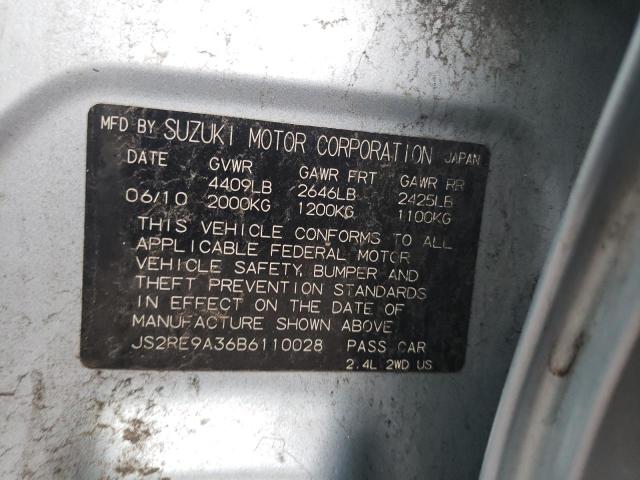 MFD BY SUZUKI MOTOR CORPORATION JAPAN
DATE GVWR GAWR FRT GAWR RR
4409LB 2646LB 2425LB
06/10 2000KG 1200KG 1100KG
THIS VEHICLE CONFORMS TO ALL
APPLICABLE FEDERAL MOTOR
VEHICLE SAFETY, BUMPER AND
THEFT PREVENTION STANDARDS
IN EFFECT ON THE DATE OF
MANUFACTURE SHOWN ABOVE
JS2RE9A36B6110028 PASS CAR
2.4L 2WD US